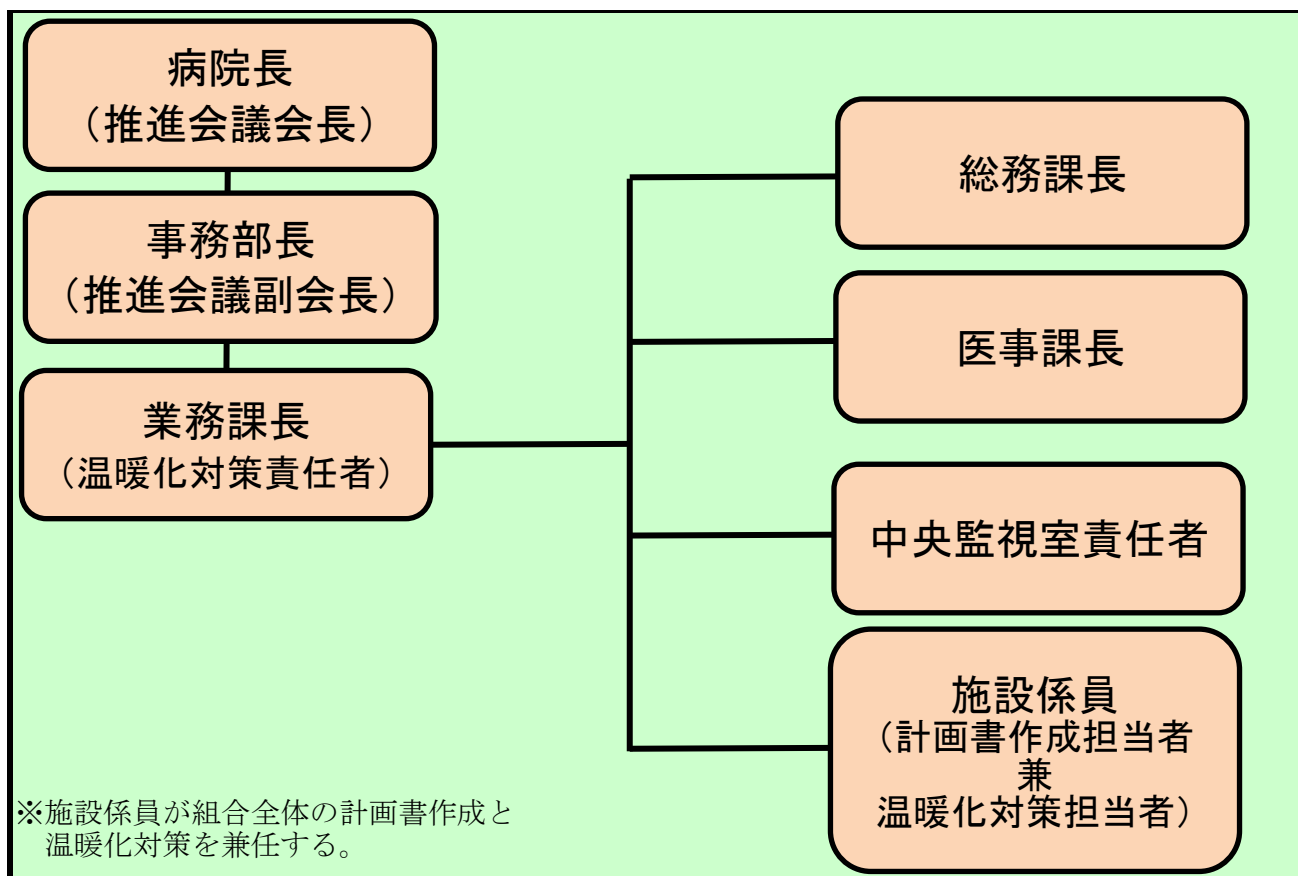 病院長
（推進会議会長）
事務部長
（推進会議副会長）
業務課長
（温暖化対策責任者）
総務課長
医事課長
中央監視室責任者
施設係員
（計画書作成担当者
兼
温暖化対策担当者）
※施設係員が組合全体の計画書作成と
温暖化対策を兼任する。